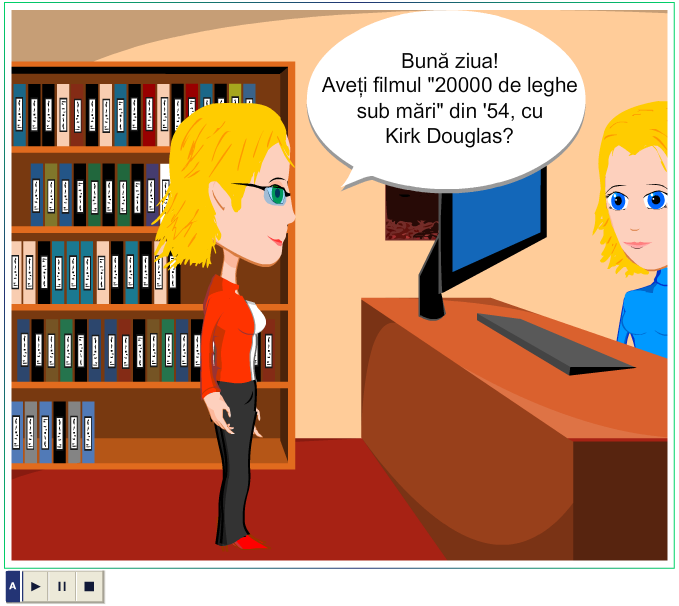 Bună ziua!
Aveți filmul "20000 de leghe
sub mări" din '54, cu
Kirk Douglas?
A